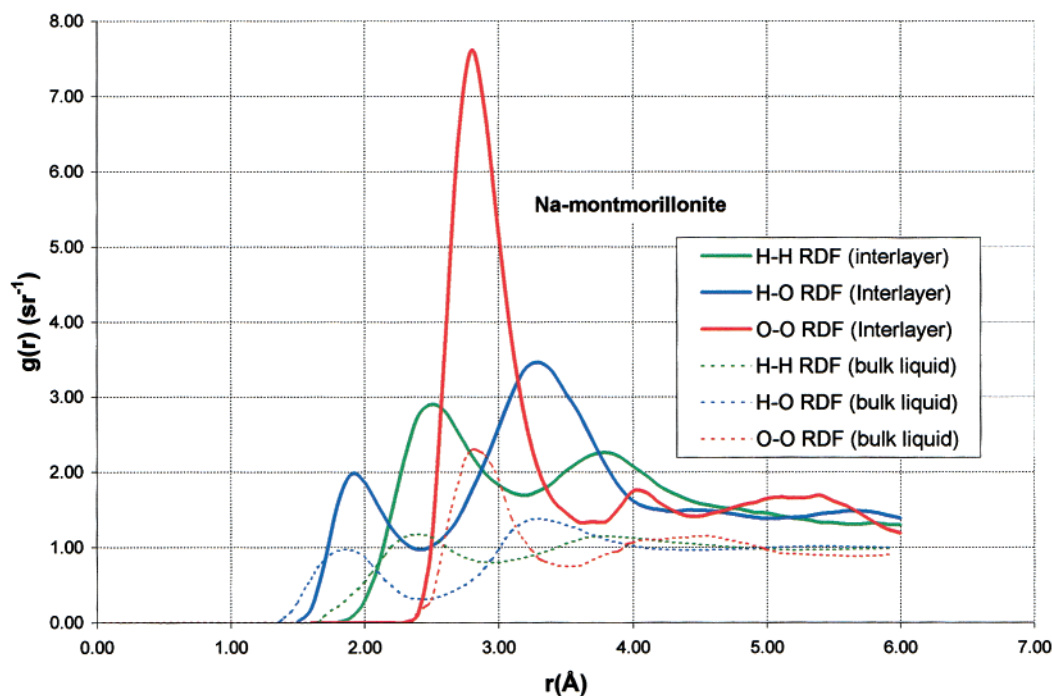 8.00
7.00
6.00
5.00
4.00
3.00
2.00
1.00
0.00
g(r) (sr⁻¹)
Na-montmorillonite
H-H RDF (interlayer)
H-O RDF (Interlayer)
O-O RDF (Interlayer)
H-H RDF (bulk liquid)
H-O RDF (bulk liquid)
O-O RDF (bulk liquid)
0.00 1.00 2.00 3.00 4.00 5.00 6.00 7.00
r(Å)